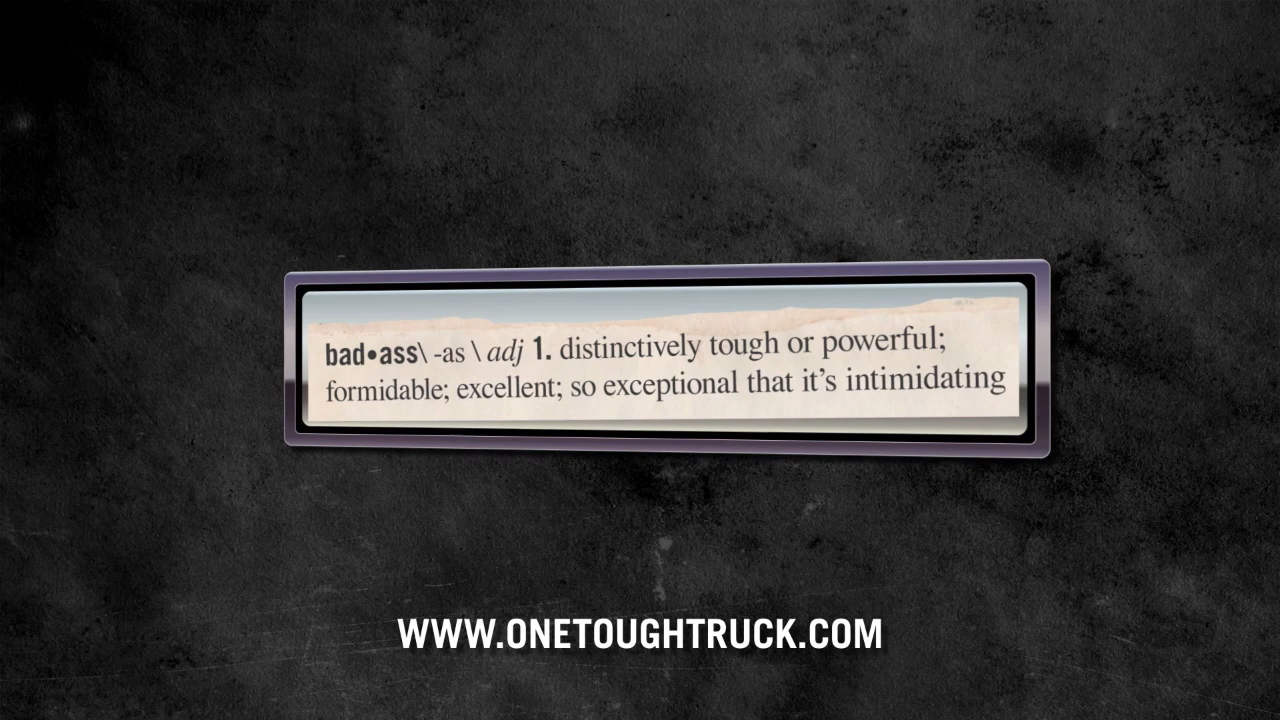 bad•ass\ -as \ adj 1. distinctively tough or powerful;
formidable; excellent; so exceptional that it's intimidating
WWW.ONETOUGHTRUCK.COM